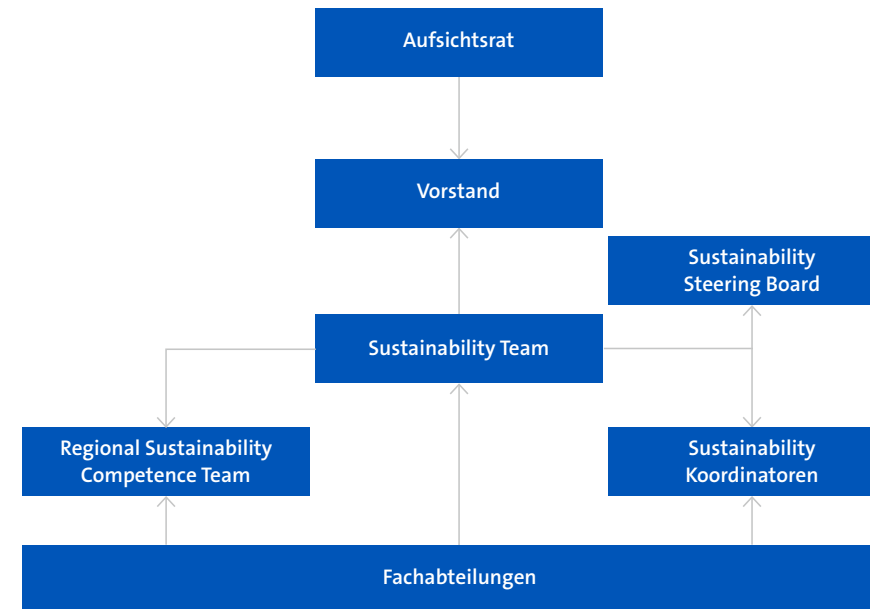 Aufsichtsrat
Vorstand
Sustainability
Steering Board
Sustainability Team
Regional Sustainability
Competence Team
Sustainability
Koordinatoren
Fachabteilungen